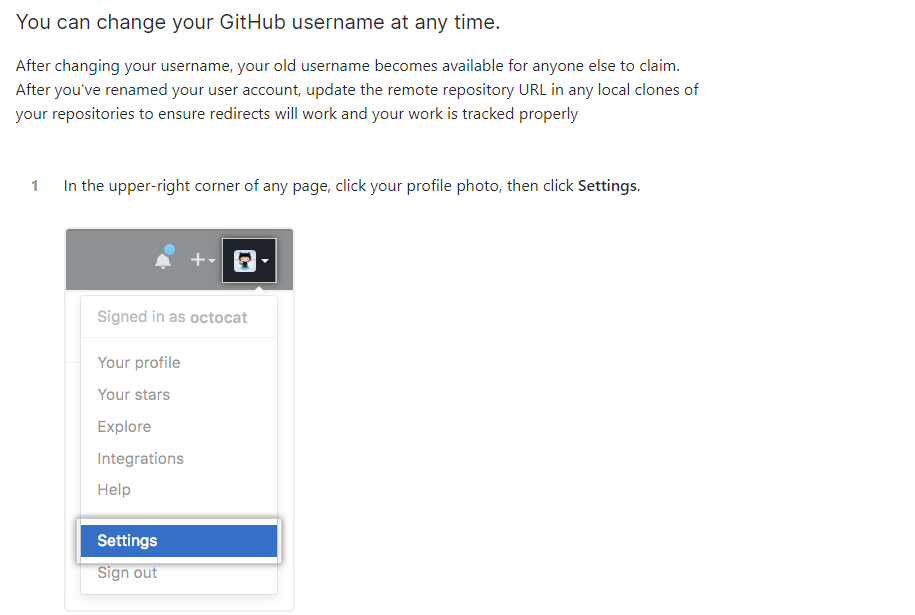 You can change your GitHub username at any time.
After changing your username, your old username becomes available for anyone else to claim.
After you've renamed your user account, update the remote repository URL in any local clones of
your repositories to ensure redirects will work and your work is tracked properly
1 In the upper-right corner of any page, click your profile photo, then click Settings.
Signed in as octocat
Your profile
Your stars
Explore
Integrations
Help
Settings
Sign out